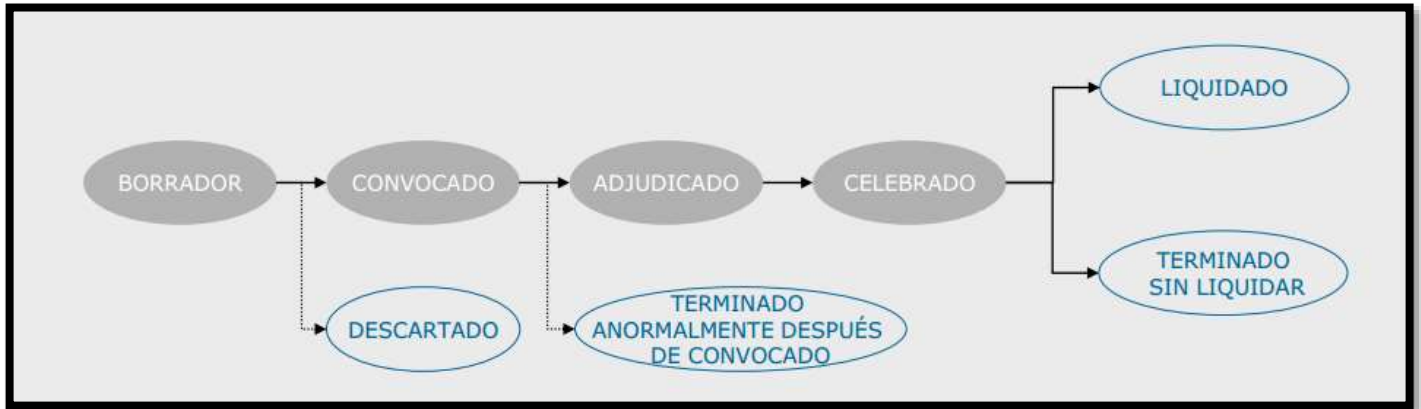 LIQUIDADO
BORRADOR
CONVOCADO
ADJUDICADO
CELEBRADO
TERMINADO
SIN LIQUIDAR
DESCARTADO
TERMINADO
ANORMALMENTE DESPUÉS
DE CONVOCADO